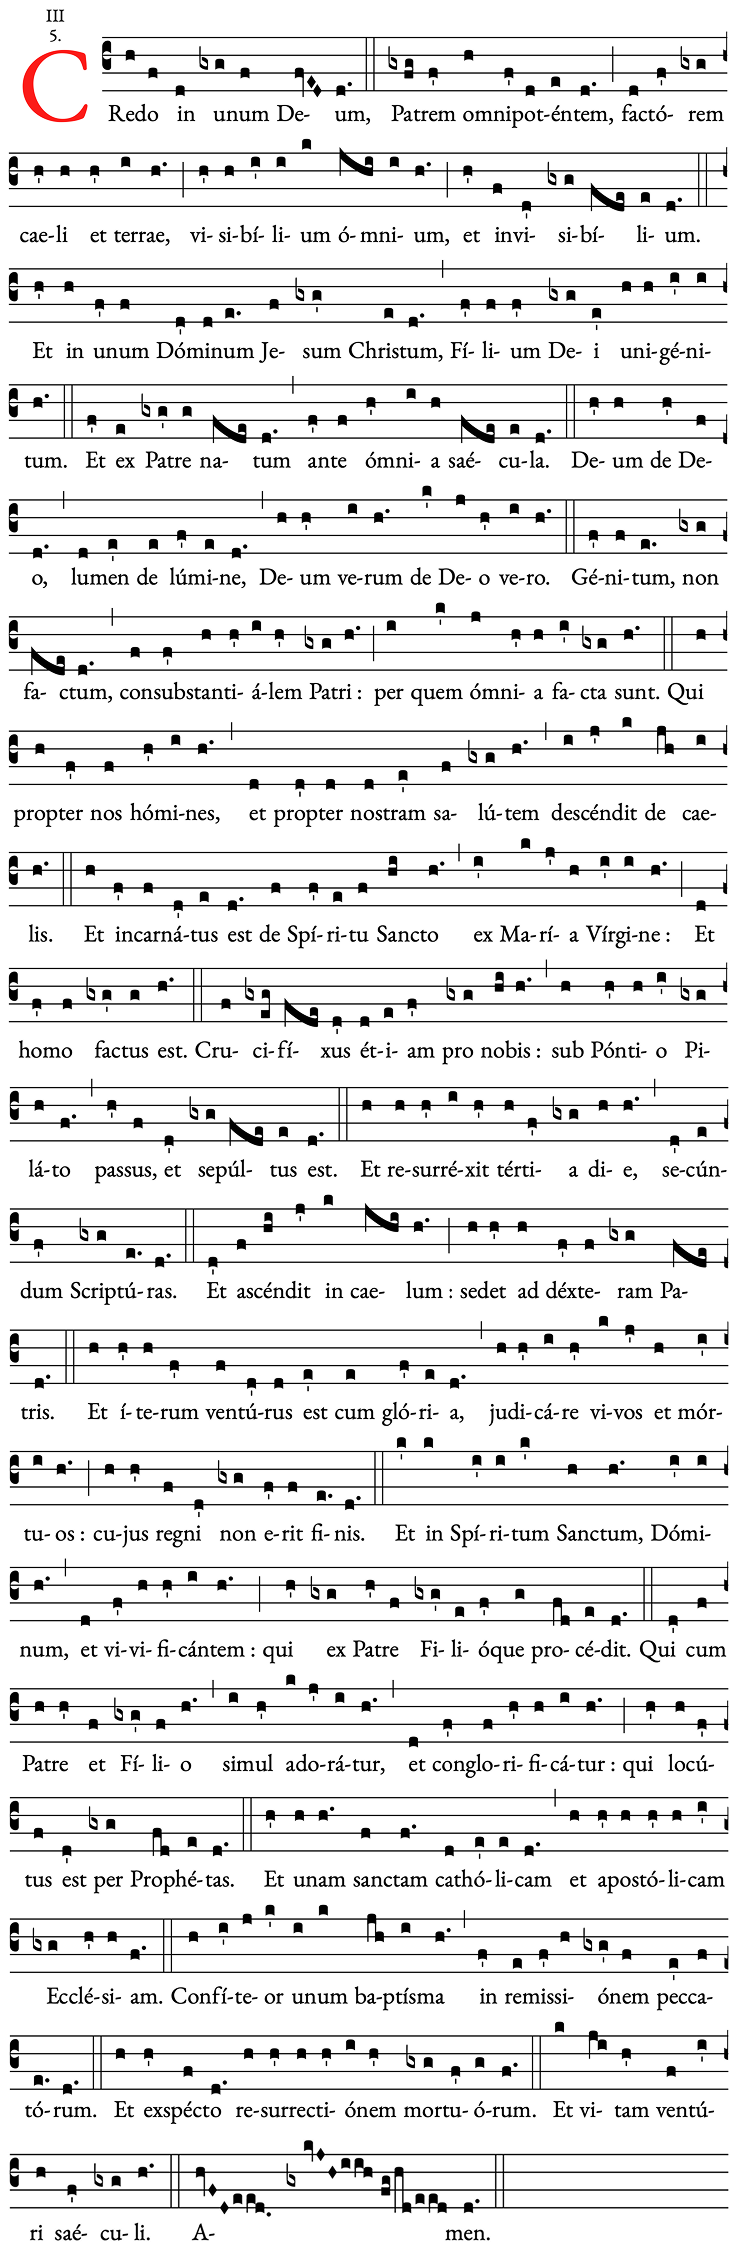 III
5.
CRedo in unum De- um, Patrem omnipot-éntem, factó- rem
cae-li et terrae, vi-si-bí-li-um ó-mni-um, et invi-si-bí-li-um.
Et in unum Dóminum Je-sum Christum, Fí-li-um De-i uni-gé-ni-
tum. Et ex Patre na-tum ante ómni-a saé-cu-la. De-um de De-
o, lumen de lúmi-ne, De-um ve-rum de De-o ve-ro. Gé-ni-tum, non
fa-ctum, consubstanti-á-lem Patri : per quem ómni-a fa-cta sunt. Qui
propter nos hómi-nes, et propter nostram sa-lú-tem descéndit de cae-
lis. Et incarná-tus est de Spí-ri-tu Sancto ex Ma-rí-a Vírgi-ne : Et
homo factus est. Cru-ci-fí-xus ét-i-am pro nobis : sub Pónti-o Pi-
lá-to passus, et sepúl-tus est. Et re-surré-xit térti-a di-e, se-cún-
dum Scriptú-ras. Et ascéndit in cae-lum : sedet ad déxte-ram Pa-
tris. Et í-te-rum ventú-rus est cum gló-ri-a, judi-cá-re vi-vos et mór-
tu-os : cu-jus regni non e-rit fi-nis. Et in Spí-ri-tum Sanctum, Dómi-
num, et vi-vi-fi-cántem : qui ex Patre Fi-li-óque pro-cé-dit. Qui cum
Patre et Fí-li-o simul ado-rá-tur, et conglo-ri-fi-cá-tur : qui locú-
tus est per Prophé-tas. Et unam sanctam cathó-li-cam et apostó-li-cam
Ecclé-si-am. Confí-te-or unum ba-ptísma in remissi-ónem pecca-
tó-rum. Et exspécto re-surrecti-ónem mortu-ó-rum. Et vi-tam ventú-
ri saé-cu-li. A- men.